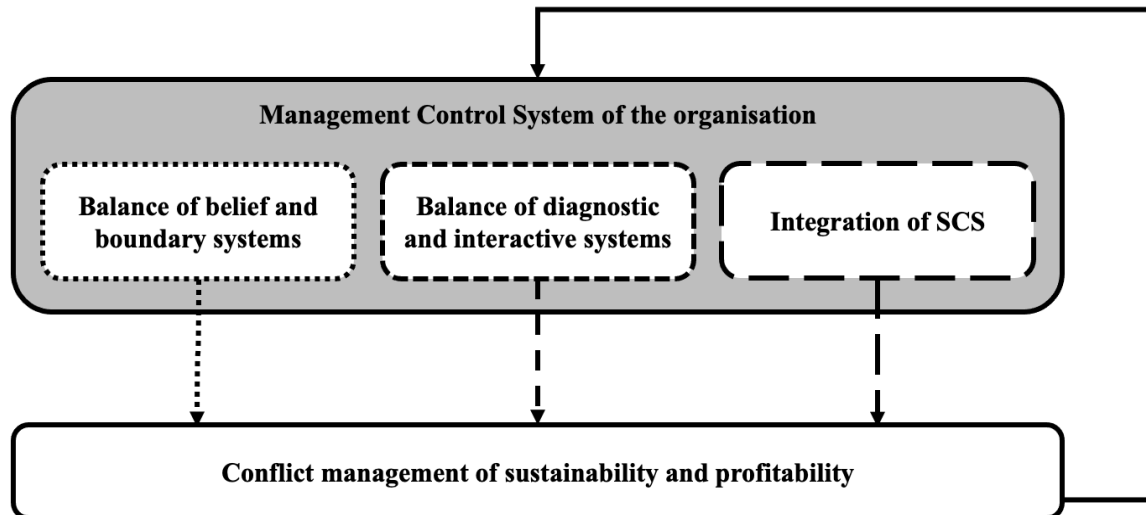 Management Control System of the organisation
Balance of belief and
boundary systems
Balance of diagnostic
and interactive systems
Integration of SCS
Conflict management of sustainability and profitability